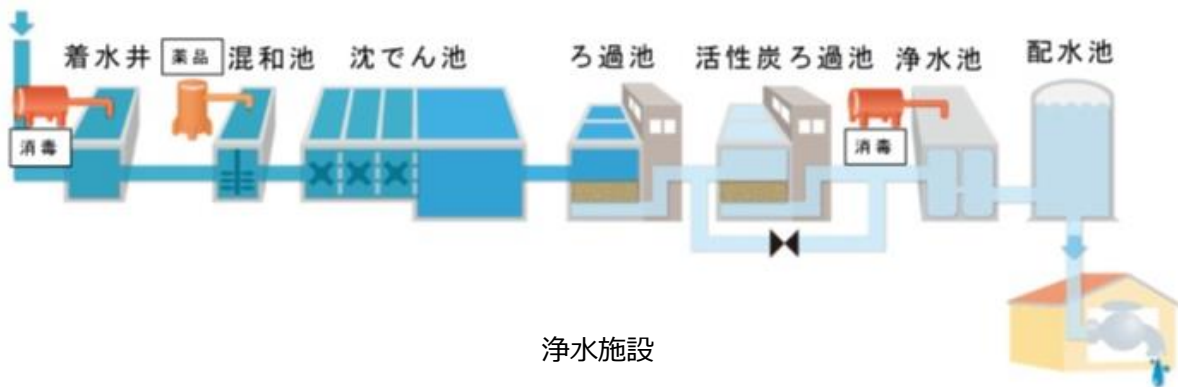 着水井
薬品
混和池
沈でん池
ろ過池
活性炭ろ過池
浄水池
配水池
消毒
消毒
浄水施設